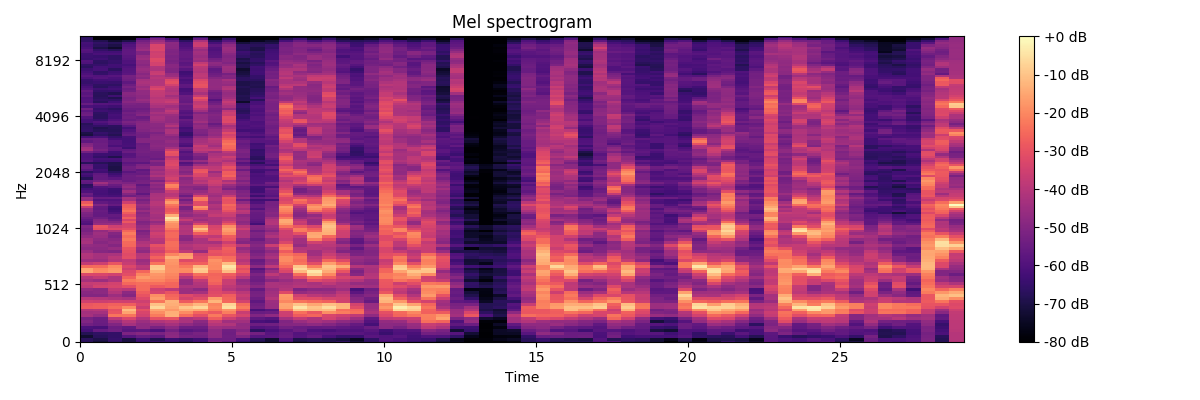 Mel spectrogram
8192
4096
2048
1024
512
0
Hz
0 5 10 15 20 25
Time
+0 dB
-10 dB
-20 dB
-30 dB
-40 dB
-50 dB
-60 dB
-70 dB
-80 dB